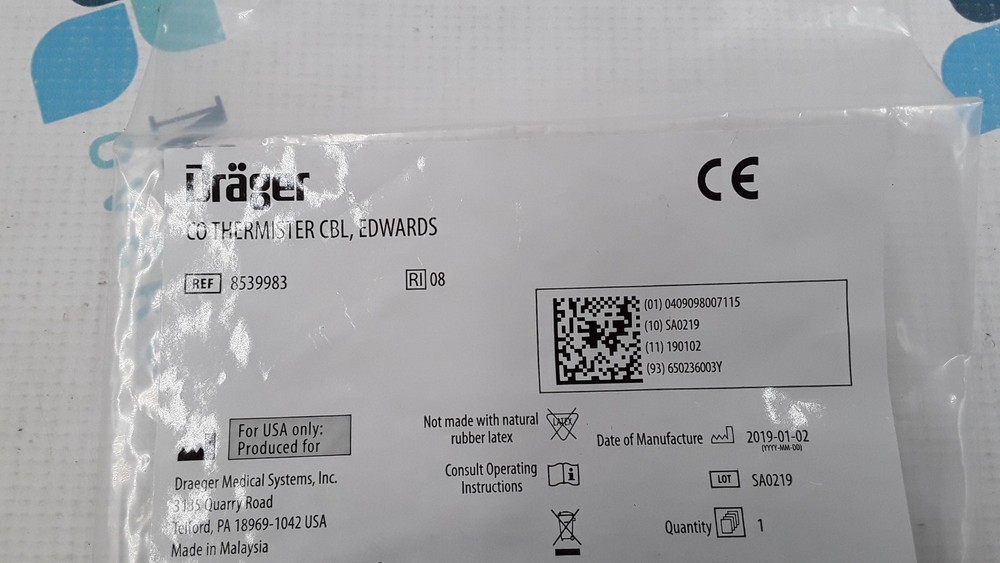 Dräger
CE
CO THERMISTER CBL, EDWARDS
REF 8539983
RI 08
(01) 0409098007115
(10) SA0219
(11) 190102
(93) 650236003Y
For USA only:
Produced for
Draeger Medical Systems, Inc.
3135 Quarry Road
Telford, PA 18969-1042 USA
Made in Malaysia
Not made with natural
rubber latex
LATEX
Consult Operating
Instructions
Date of Manufacture 2019-01-02
(YYYY-MM-DD)
LOT SA0219
Quantity 1